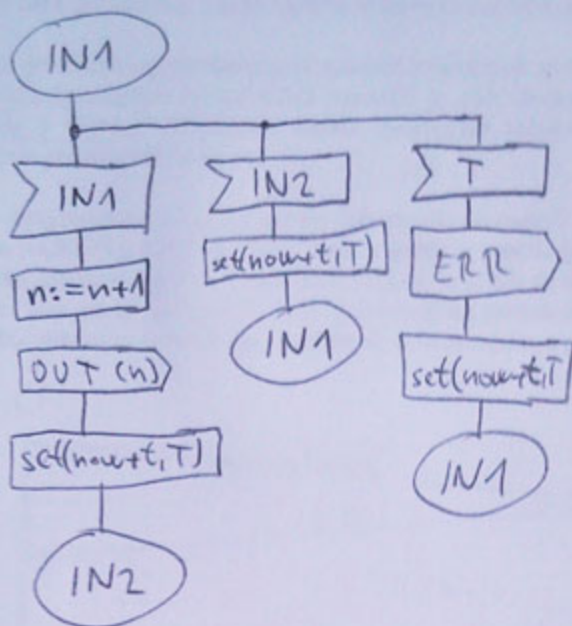 IN1
IN1
IN2
T
n:=n+1
set(now+t,T)
ERR
OUT (n)
IN1
set(now+t,T
set(now+t,T)
IN1
IN2